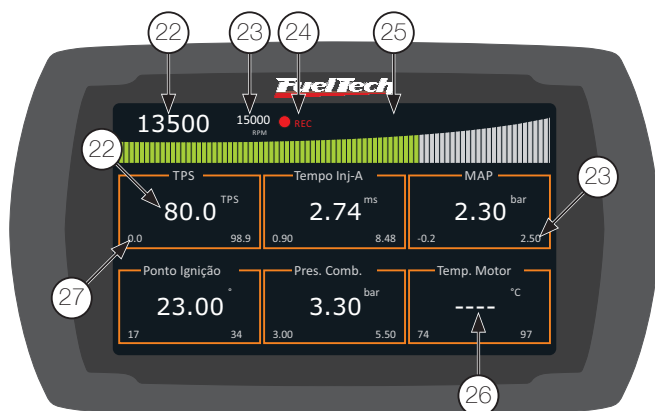 22 23 24 25
FuelTech
13500 15000 RPM REC
22 23
TPS Tempo Inj-A MAP
80.0 TPS 2.74 ms 2.30 bar
0.0 98.9 0.90 8.48 -0.2 2.50
27
Ponto Ignição Pres. Comb. Temp. Motor
23.00 ° 3.30 bar ---- °C
17 34 3.00 5.50 74 97
26